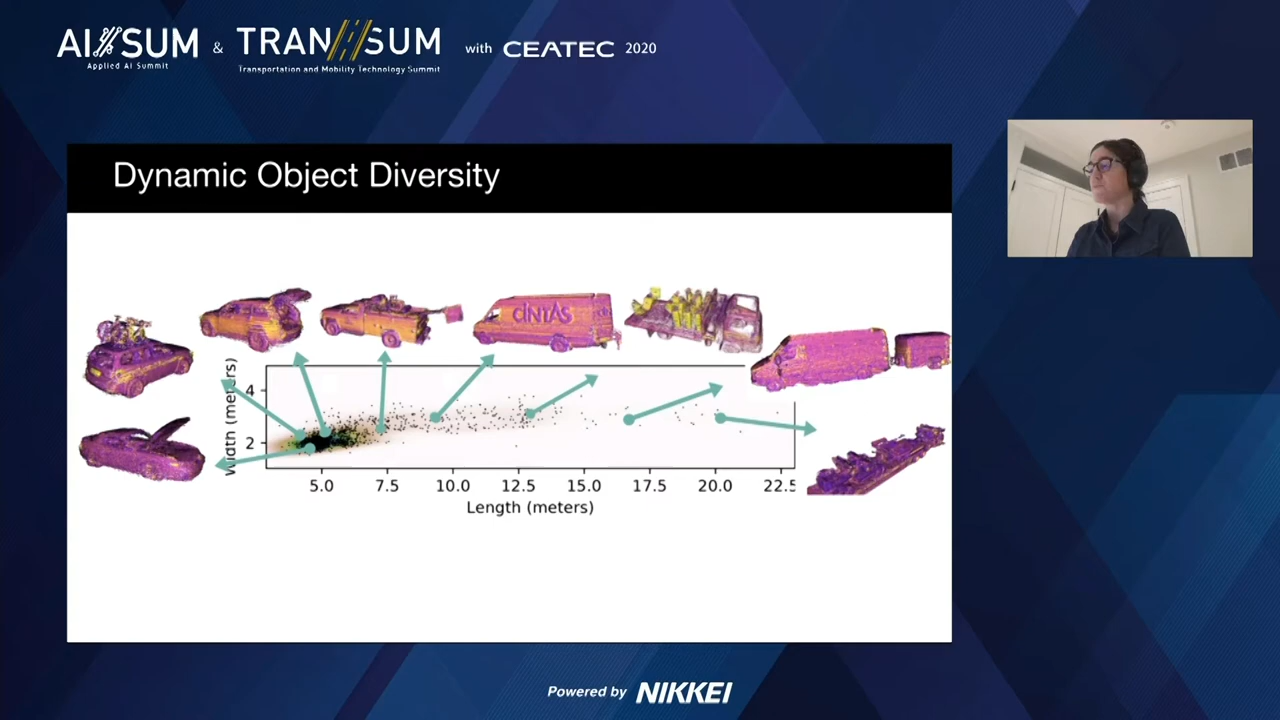 AI//SUM & TRAN//SUM with CEATEC 2020
Applied AI Summit
Transportation and Mobility Technology Summit
Dynamic Object Diversity
CINTAS
Width (meters)
4
2
5.0 7.5 10.0 12.5 15.0 17.5 20.0 22.5
Length (meters)
Powered by NIKKEI